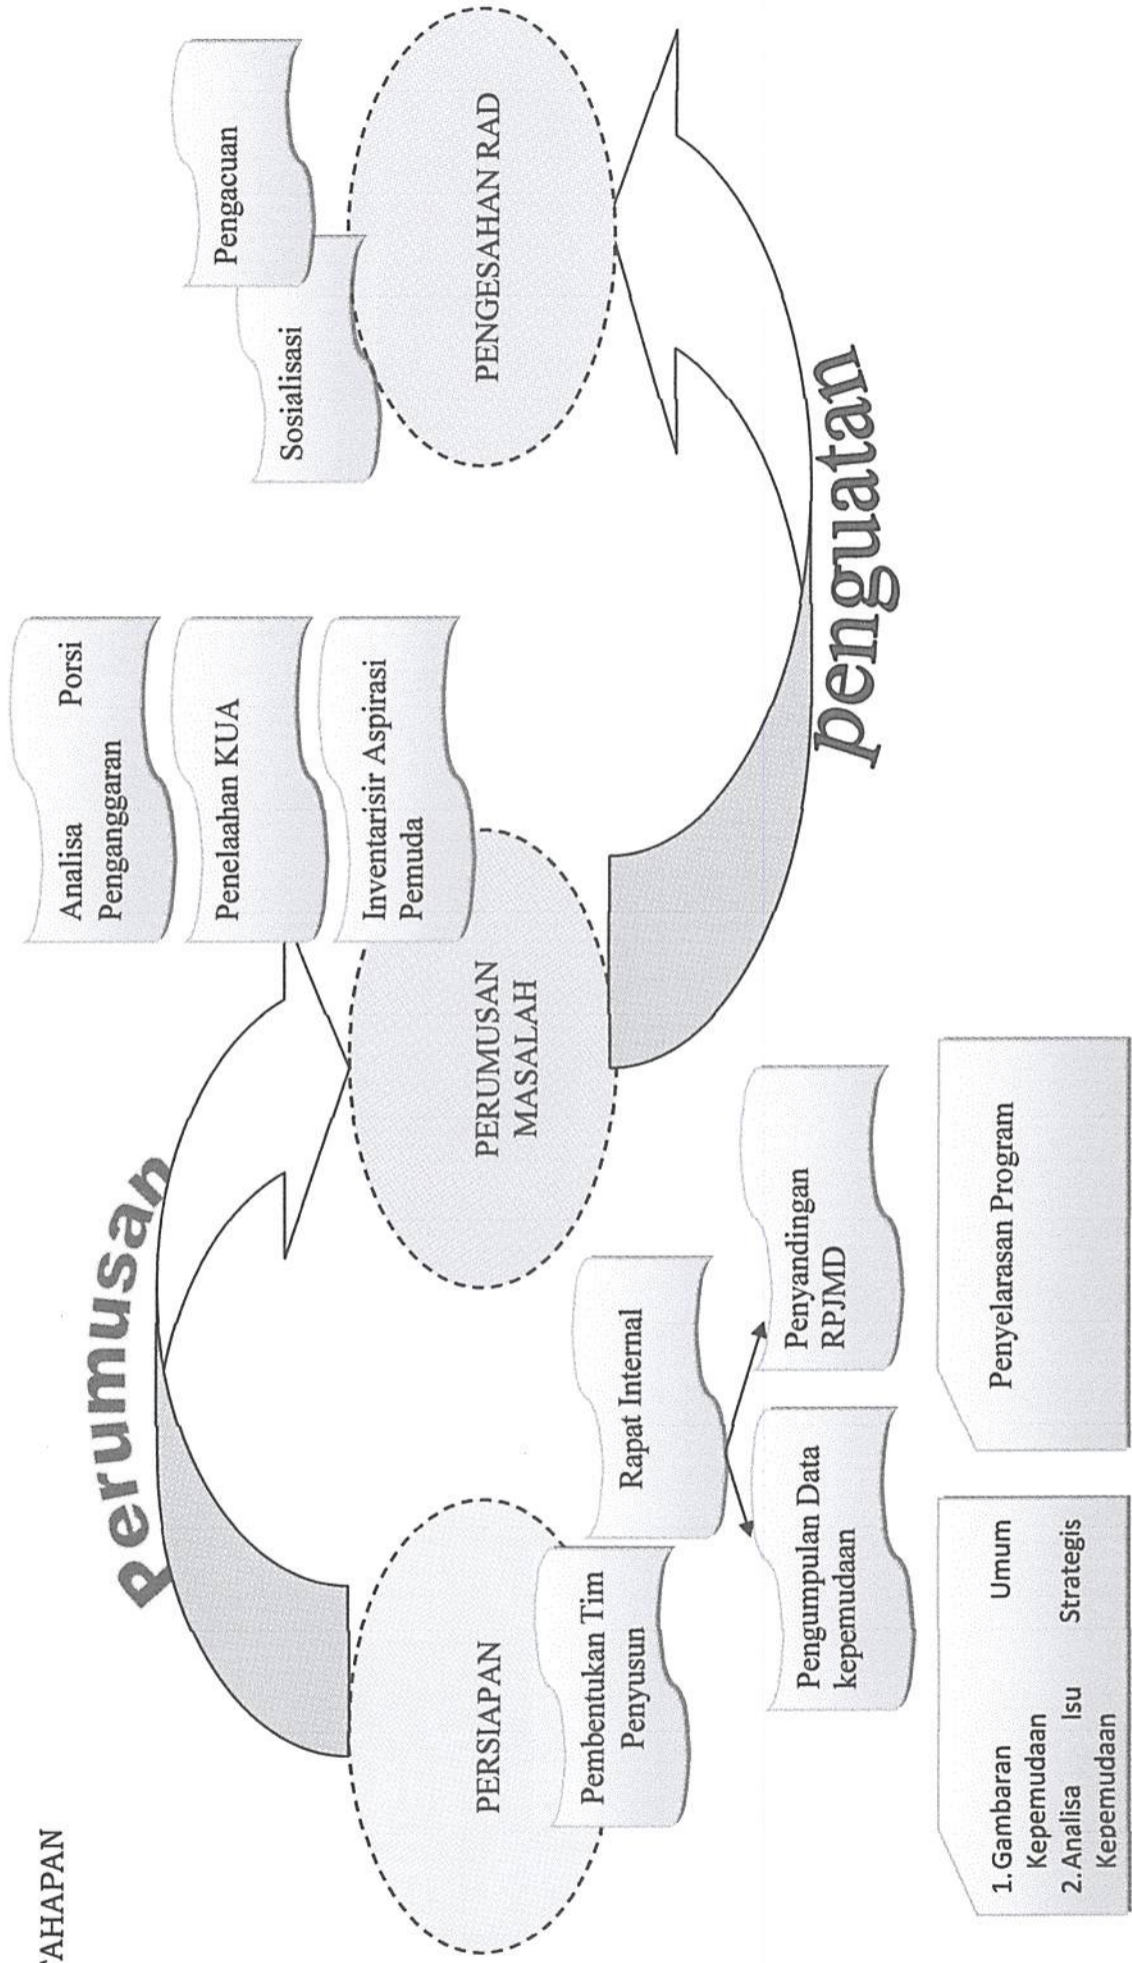 TAHAPAN
Perumusan
Analisa Porsi
Penganggaran
Penelaahan KUA
Inventarisir Aspirasi
Pemuda
Pengacuan
Sosialisasi
PERSIAPAN
PERUMUSAN
MASALAH
PENGESAHAN RAD
Pembentukan Tim
Penyusun
Rapat Internal
Pengumpulan Data
kepemudaan
Penyandingan
RPJMD
penguatan
1.Gambaran Umum
Kepemudaan
2.Analisa Isu Strategis
Kepemudaan
Penyelarasan Program